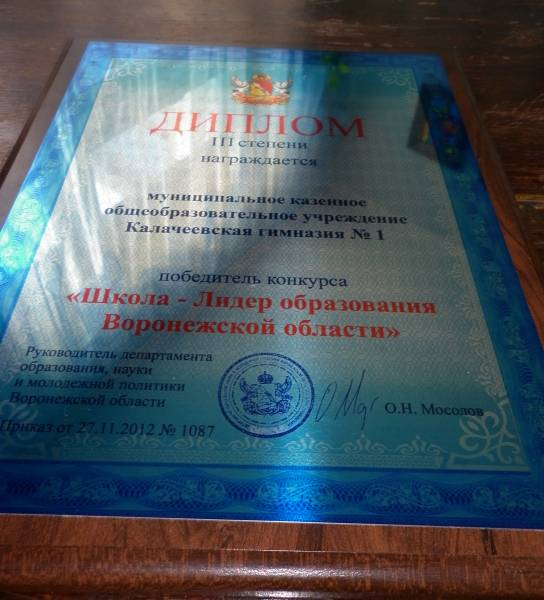 ДИПЛОМ
III степени
награждается
муниципальное казенное
общеобразовательное учреждение
Калачеевская гимназия № 1
победитель конкурса
«Школа - Лидер образования
Воронежской области»
Руководитель департамента
образования, науки
и молодежной политики
Воронежской области
О.Н. Мосолов
Приказ от 27.11.2012 № 1087